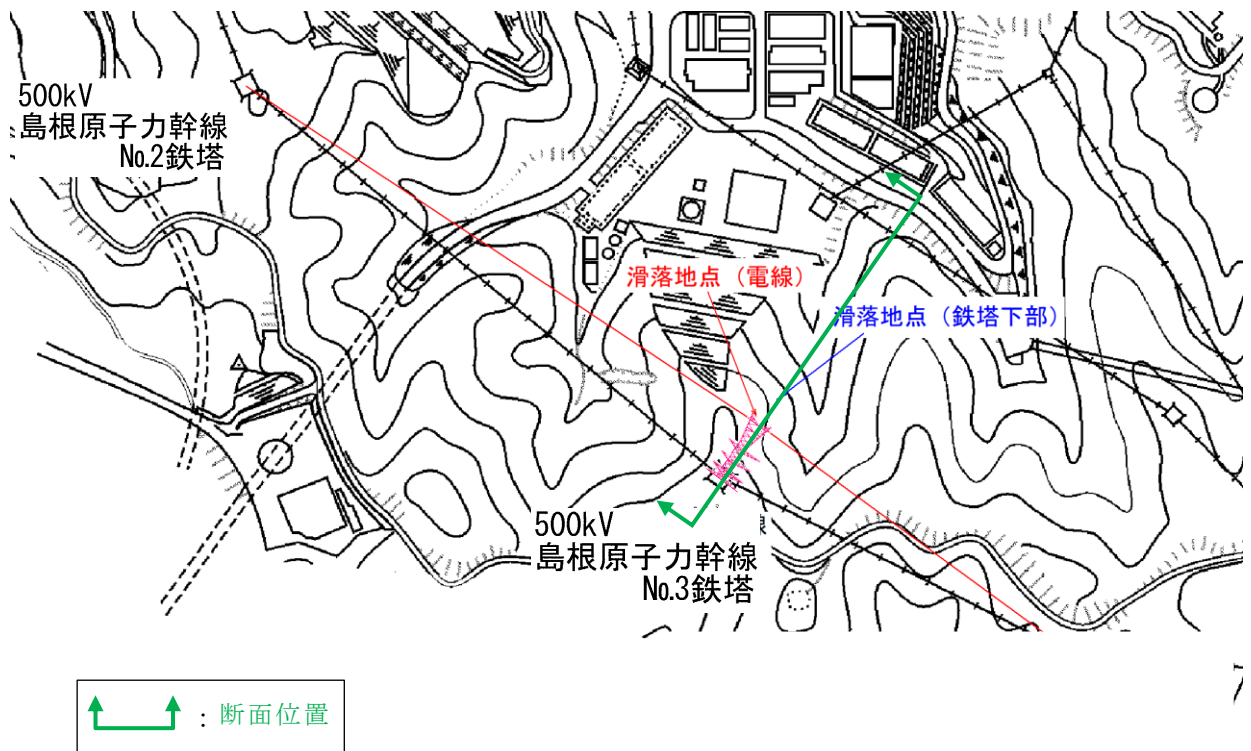 500kV
島根原子力幹線
No.2鉄塔
滑落地点（電線）
滑落地点（鉄塔下部）
500kV
島根原子力幹線
No.3鉄塔
：断面位置